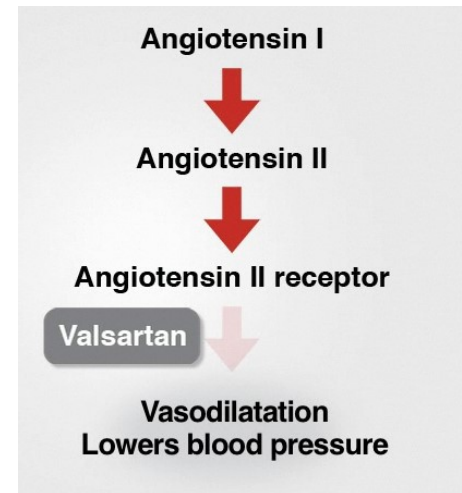 Angiotensin I
Angiotensin II
Angiotensin II receptor
Valsartan
Vasodilatation
Lowers blood pressure